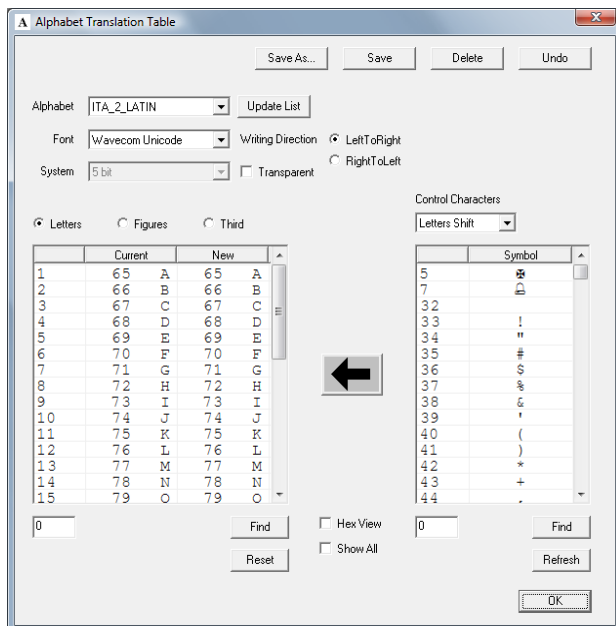 A Alphabet Translation Table
Save As... Save Delete Undo
Alphabet ITA_2_LATIN Update List
Font Wavecom Unicode Writing Direction LeftToRight
RightToLeft
System 5 bit Transparent
Control Characters
Letters Figures Third Letters Shift
Current New Symbol
1 65 A 65 A 5 ✠
2 66 B 66 B 7
3 67 C 67 C 32
4 68 D 68 D 33 !
5 69 E 69 E 34 "
6 70 F 70 F 35 #
7 71 G 71 G 36 $
8 72 H 72 H 37 %
9 73 I 73 I 38 &
10 74 J 74 J 39 '
11 75 K 75 K 40 (
12 76 L 76 L 41 )
13 77 M 77 M 42 *
14 78 N 78 N 43 +
15 79 O 79 O 44 ,
0 Find Hex View 0 Find
Reset Show All Refresh
OK